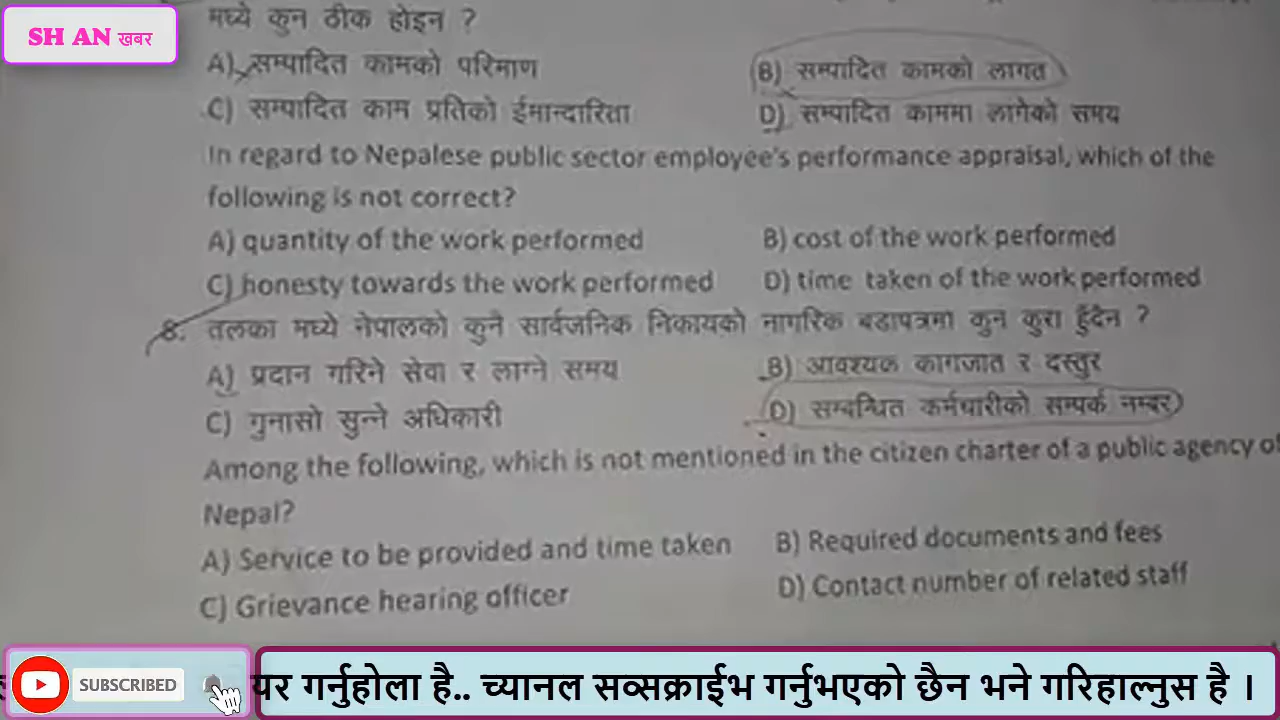 SH AN खबर
मध्ये कुन ठीक होइन ?
A) सम्पादित कामको परिमाण B) सम्पादित कामको लागत
C) सम्पादित काम प्रतिको ईमान्दारिता D) सम्पादित काममा लागेको समय
In regard to Nepalese public sector employee's performance appraisal, which of the
following is not correct?
A) quantity of the work performed B) cost of the work performed
C) honesty towards the work performed D) time taken of the work performed
8. तलका मध्ये नेपालको कुनै सार्वजनिक निकायको नागरिक बडापत्रमा कुन कुरा हुँदैन ?
A) प्रदान गरिने सेवा र लाग्ने समय B) आवश्यक कागजात र दस्तुर
C) गुनासो सुन्ने अधिकारी D) सम्बन्धित कर्मचारीको सम्पर्क नम्बर
Among the following, which is not mentioned in the citizen charter of a public agency of
Nepal?
A) Service to be provided and time taken B) Required documents and fees
C) Grievance hearing officer D) Contact number of related staff
SUBSCRIBED यर गर्नुहोला है.. च्यानल सव्सक्राईभ गर्नुभएको छैन भने गरिहाल्नुस है ।